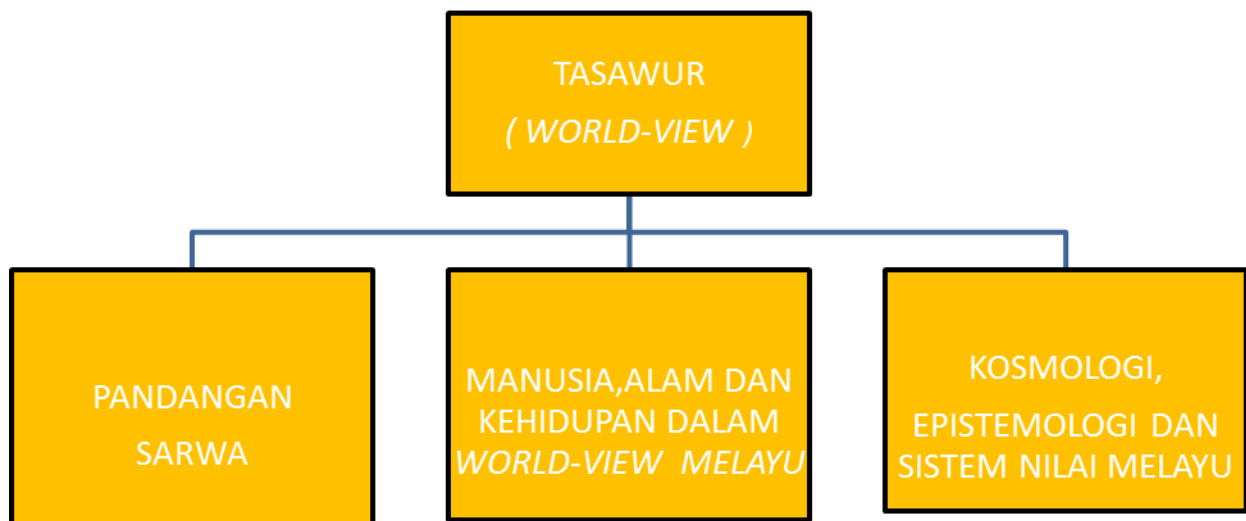 TASAWUR
( WORLD-VIEW )
PANDANGAN
SARWA
MANUSIA,ALAM DAN
KEHIDUPAN DALAM
WORLD-VIEW MELAYU
KOSMOLOGI,
EPISTEMOLOGI DAN
SISTEM NILAI MELAYU